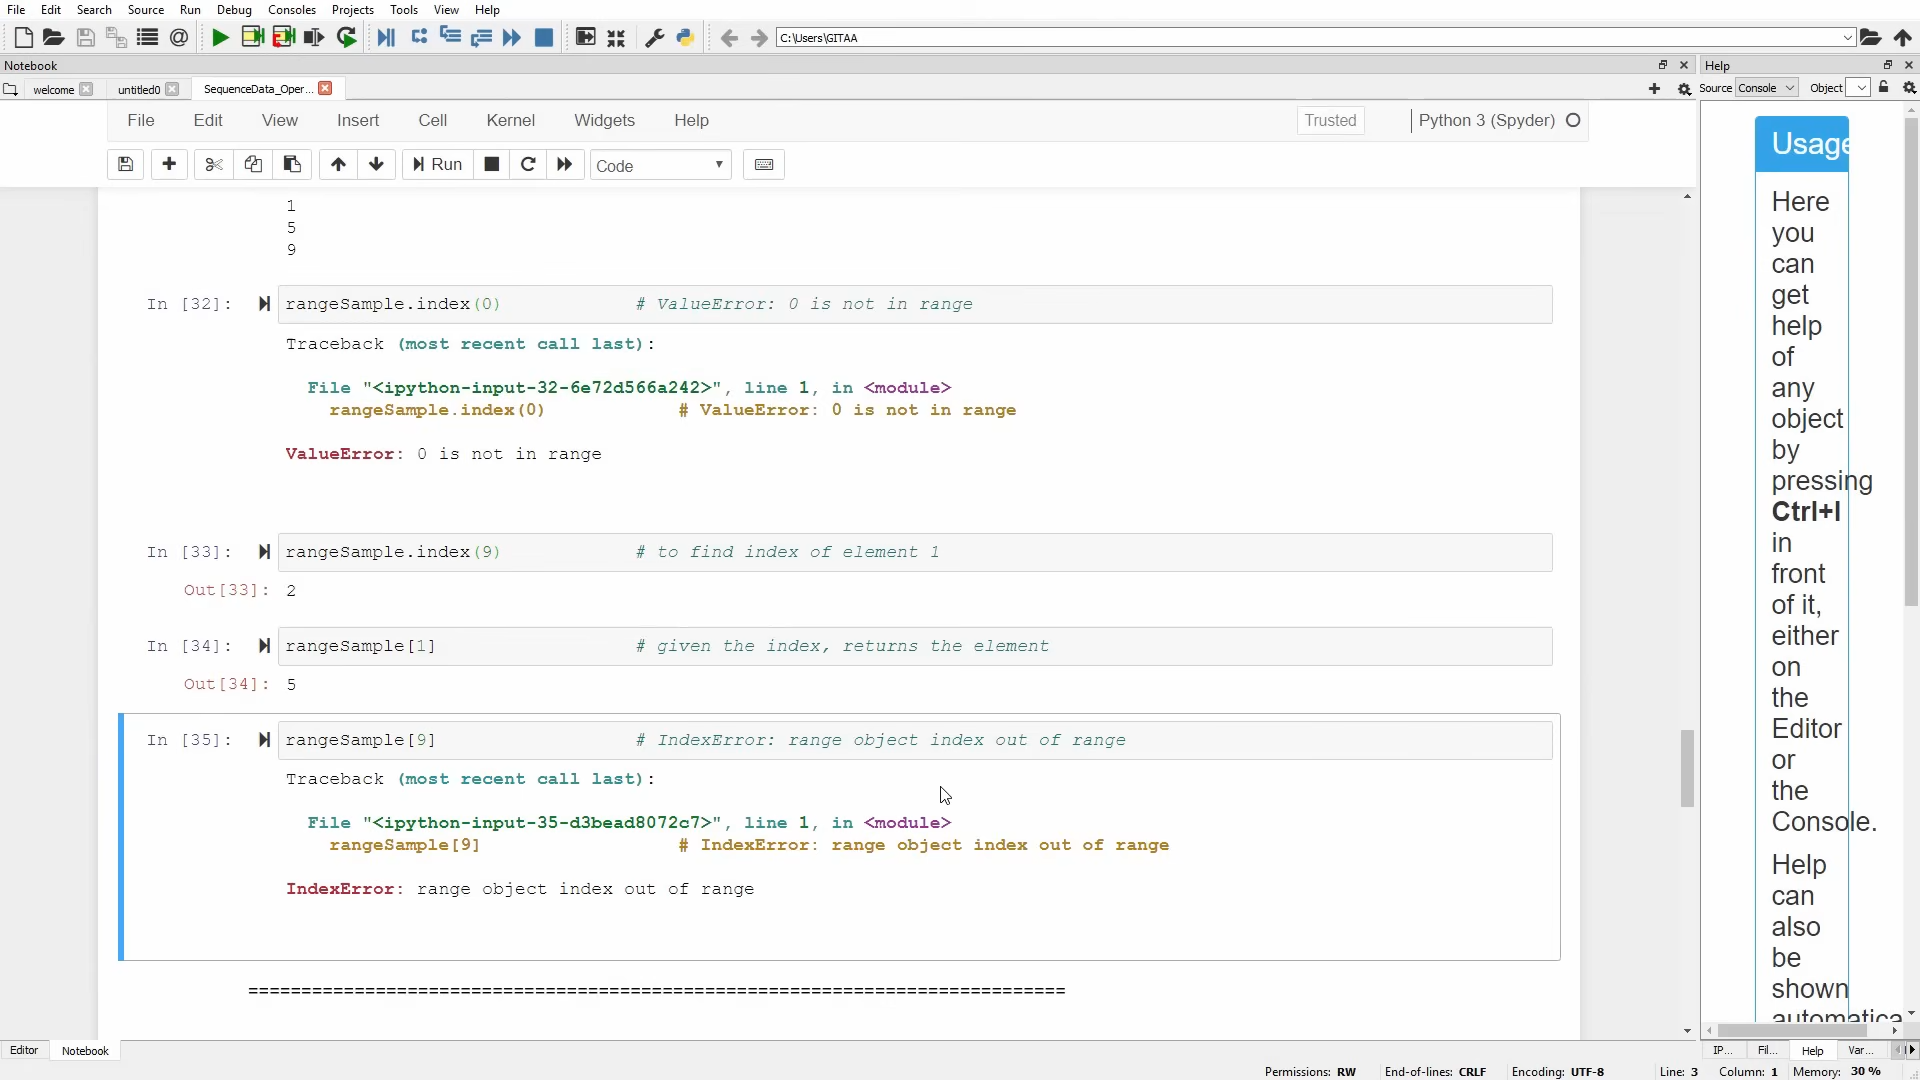 File Edit Search Source Run Debug Consoles Projects Tools View Help
C:\Users\GITAA
Notebook
Help
welcome
untitled0
SequenceData_Oper...
Source Console Object
File Edit View Insert Cell Kernel Widgets Help
Trusted
Python 3 (Spyder)
Run
Code
1
5
9
In [32]: rangeSample.index(0) # ValueError: 0 is not in range
Traceback (most recent call last):
File "<ipython-input-32-6e72d566a242>", line 1, in <module>
rangeSample.index(0) # ValueError: 0 is not in range
ValueError: 0 is not in range
In [33]: rangeSample.index(9) # to find index of element 1
Out[33]: 2
In [34]: rangeSample[1] # given the index, returns the element
Out[34]: 5
In [35]: rangeSample[9] # IndexError: range object index out of range
Traceback (most recent call last):
File "<ipython-input-35-d3bead8072c7>", line 1, in <module>
rangeSample[9] # IndexError: range object index out of range
IndexError: range object index out of range
===========================================================================
Usage
Here
you
can
get
help
of
any
object
by
pressing
Ctrl+I
in
front
of it,
either
on
the
Editor
or
the
Console.
Help
can
also
be
shown
automatica
Editor Notebook
IP... Fil... Help Var...
Permissions: RW End-of-lines: CRLF Encoding: UTF-8 Line: 3 Column: 1 Memory: 30 %